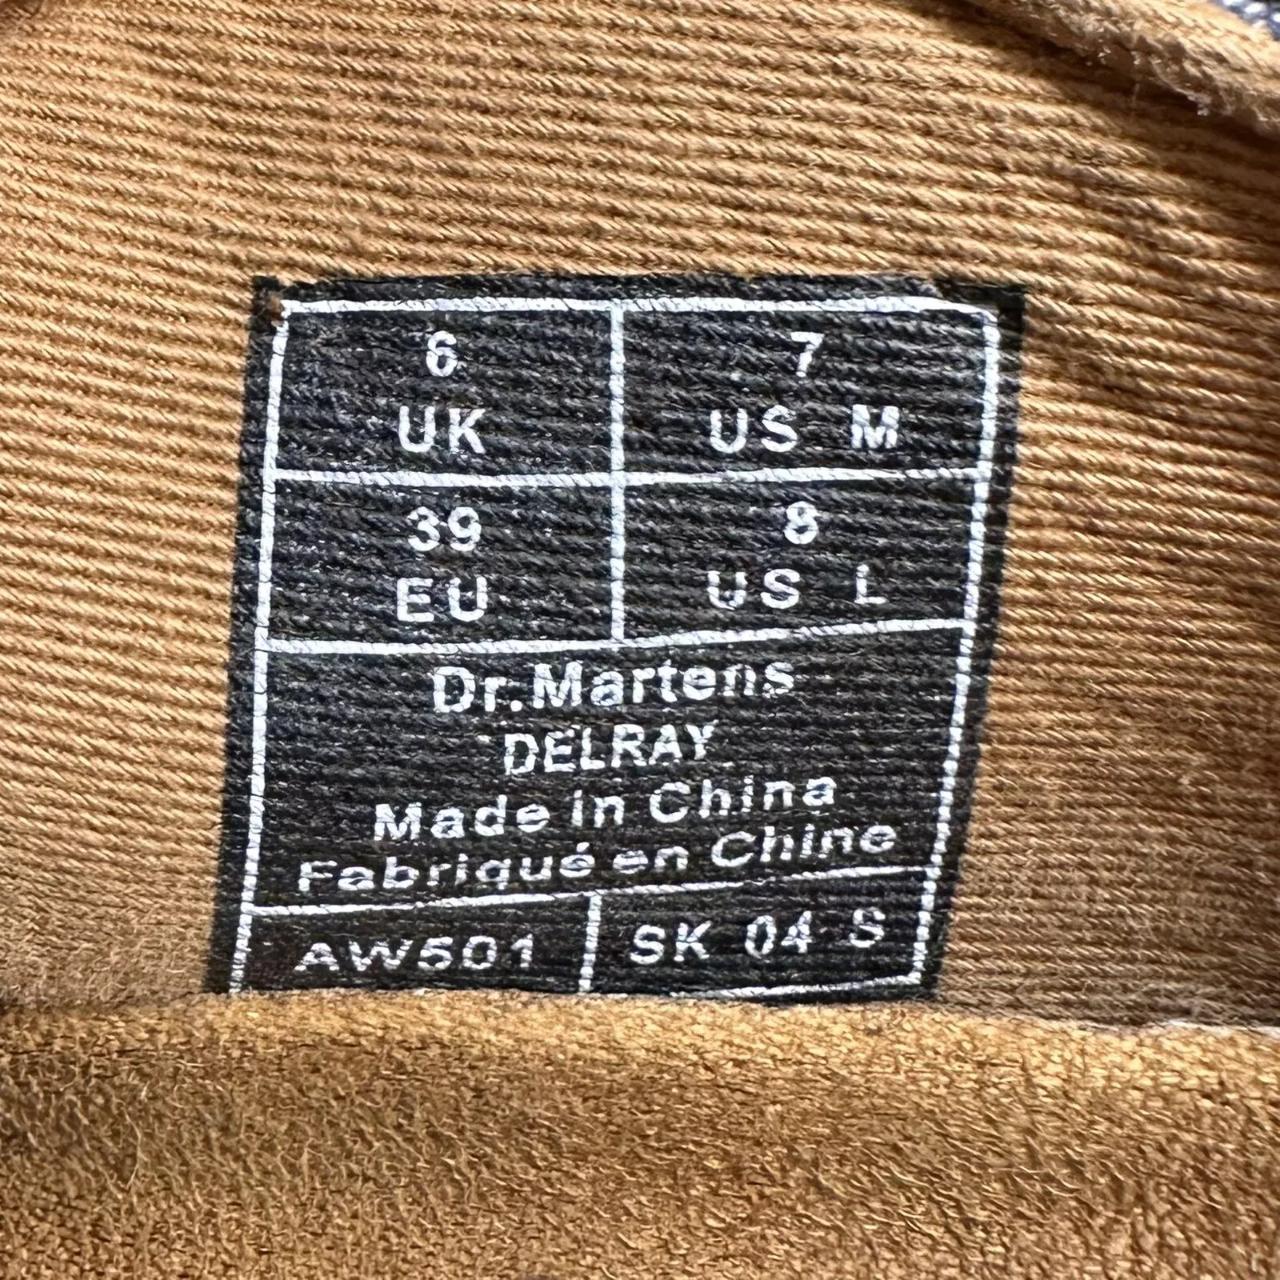 6 7
UK US M
39 8
EU US L
Dr.Martens
DELRAY
Made in China
Fabriqué en Chine
AW501 SK 04 S